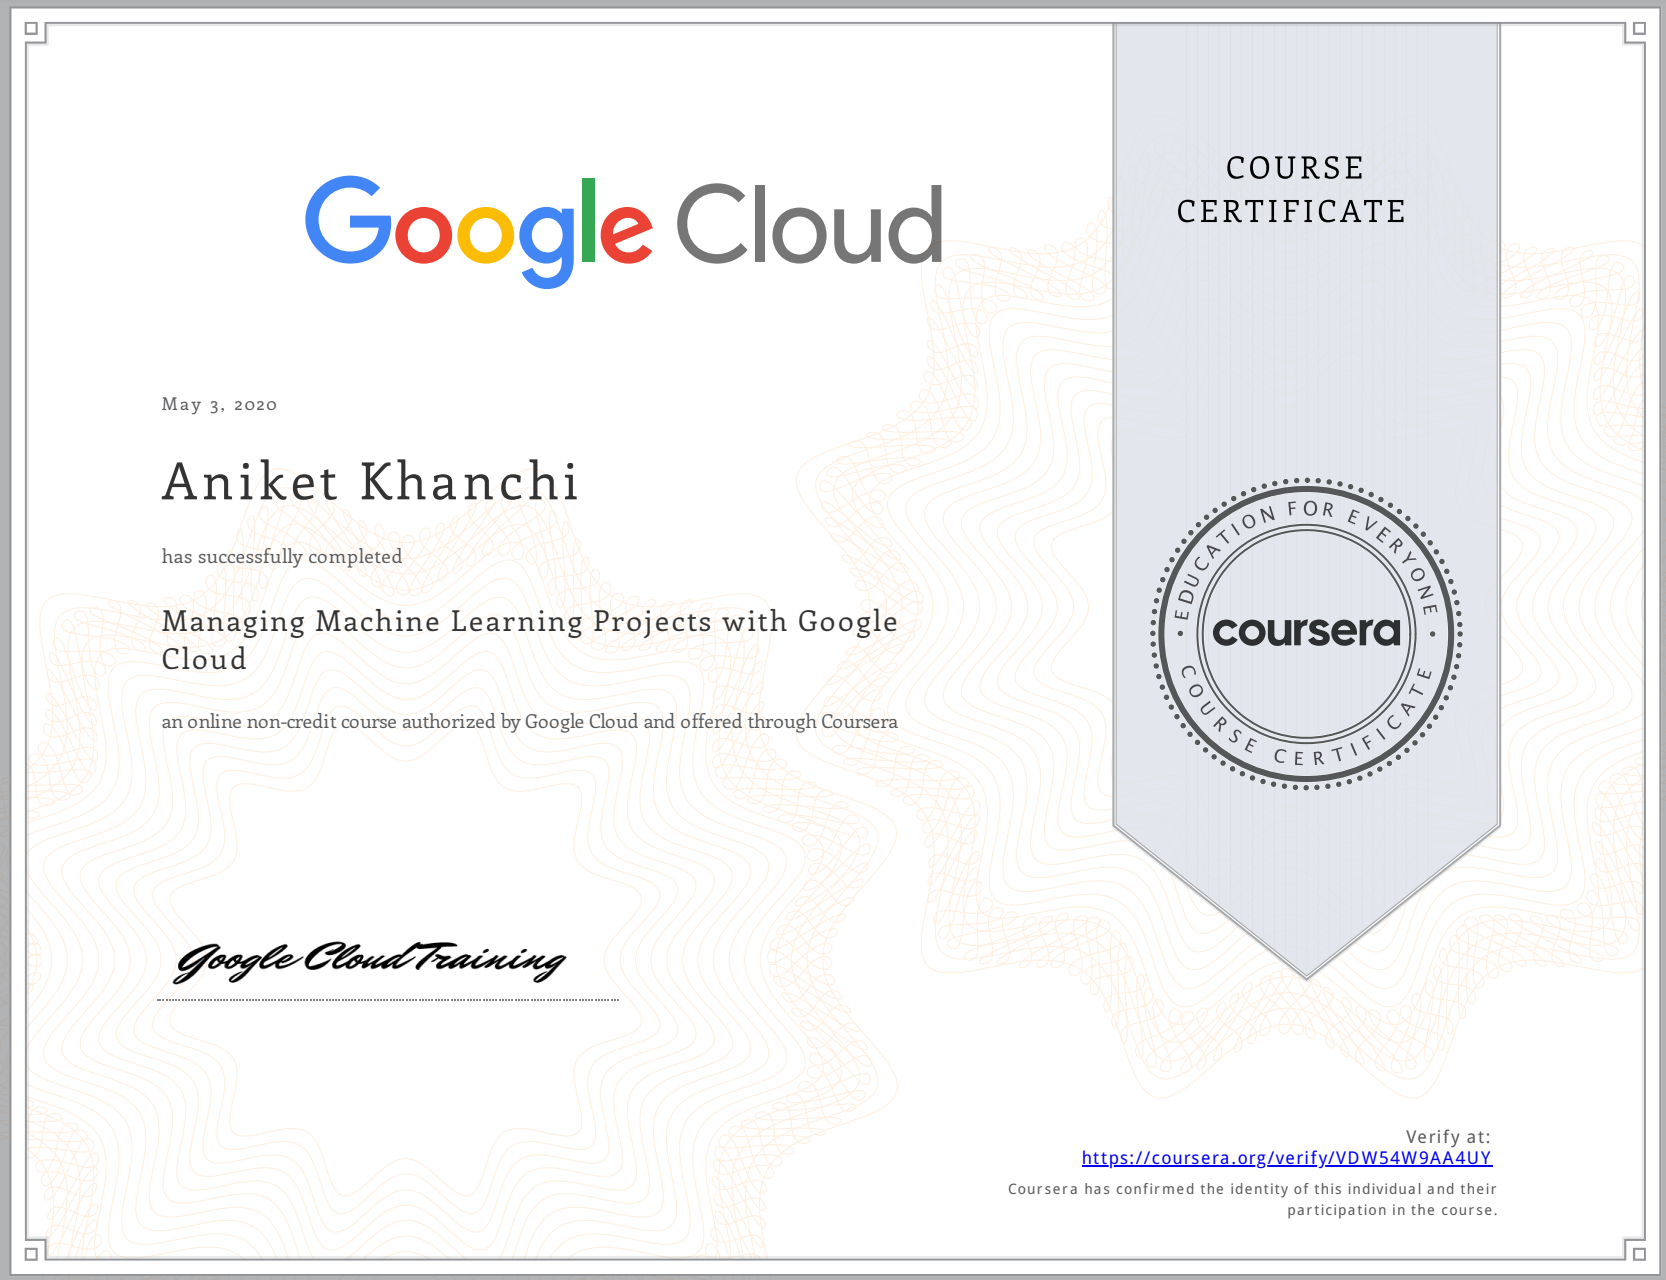 Google Cloud
COURSE
CERTIFICATE
May 3, 2020
Aniket Khanchi
has successfully completed
Managing Machine Learning Projects with Google
Cloud
an online non-credit course authorized by Google Cloud and offered through Coursera
EDUCATION FOR EVERYONE
coursera
COURSE CERTIFICATE
Google Cloud Training
Verify at:
https://coursera.org/verify/VDW54W9AA4UY
Coursera has confirmed the identity of this individual and their
participation in the course.